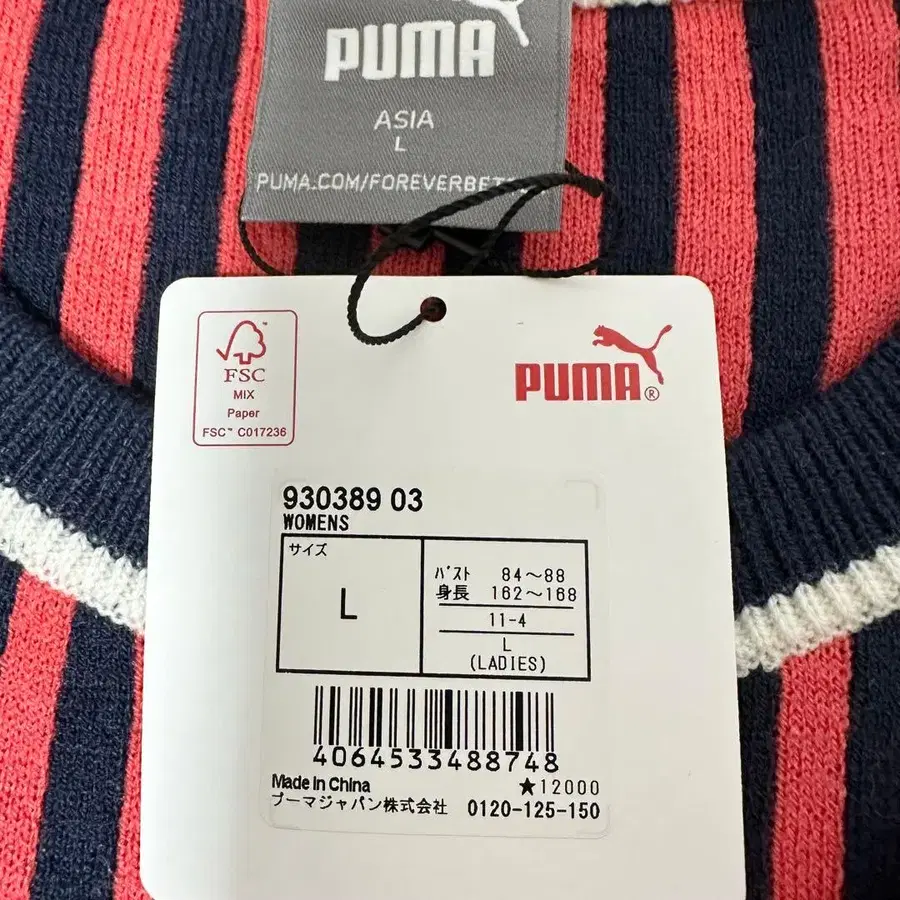 PUMA
ASIA
L
PUMA.COM/FOREVERBET
FSC
MIX
Paper
FSC™ C017236
PUMA®
930389 03
WOMENS
サイズ
L
バスト 84～88
身長 162～168
11-4
L
(LADIES)
4064533488748
Made in China
★12000
プーマジャパン株式会社 0120-125-150